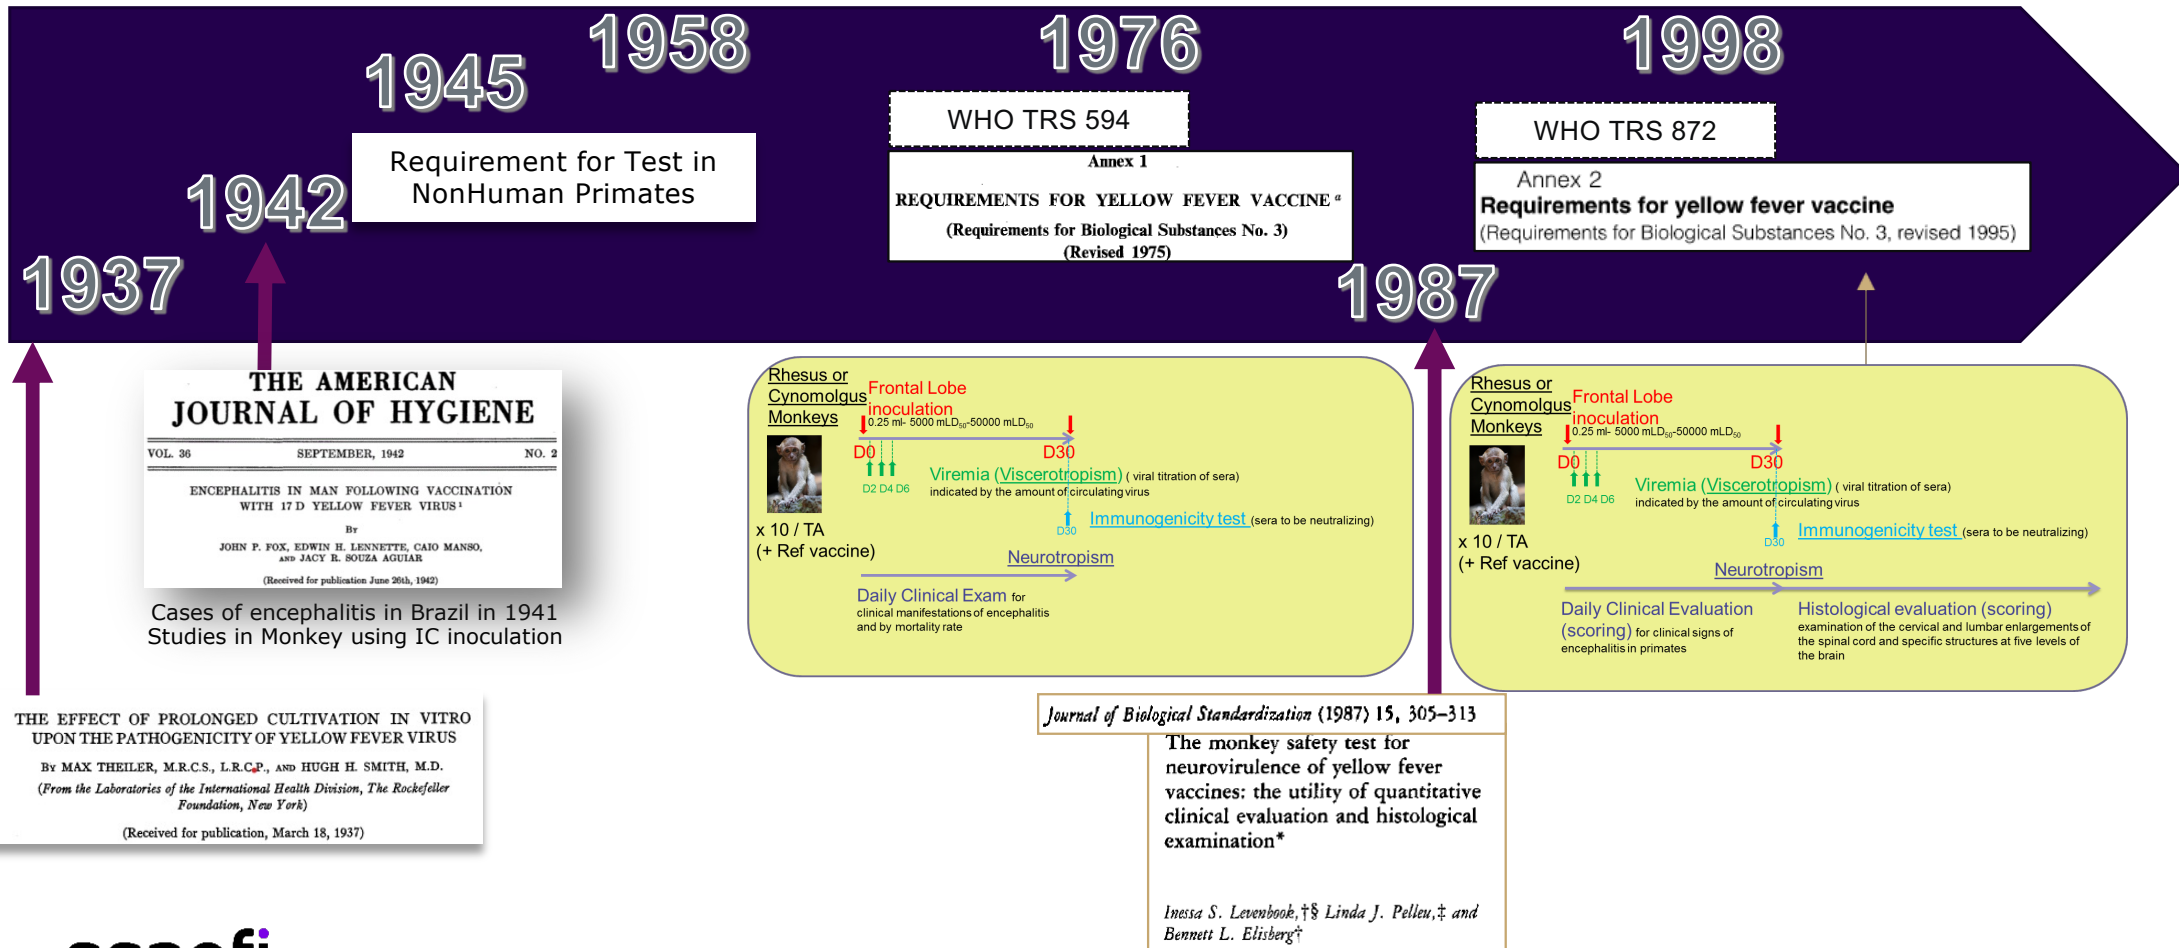 1937
1942
1945
1958
1976
1987
1998
Requirement for Test in
NonHuman Primates
WHO TRS 594
Annex 1
REQUIREMENTS FOR YELLOW FEVER VACCINE a
(Requirements for Biological Substances No. 3)
(Revised 1975)
WHO TRS 872
Annex 2
Requirements for yellow fever vaccine
(Requirements for Biological Substances No. 3, revised 1995)
THE AMERICAN
JOURNAL OF HYGIENE
VOL. 36 SEPTEMBER, 1942 NO. 2
ENCEPHALITIS IN MAN FOLLOWING VACCINATION
WITH 17 D YELLOW FEVER VIRUS 1
BY
JOHN P. FOX, EDWIN H. LENNETTE, CAIO MANSO,
AND JACY R. SOUZA AGUIAR
(Received for publication June 26th, 1942)
Cases of encephalitis in Brazil in 1941
Studies in Monkey using IC inoculation
THE EFFECT OF PROLONGED CULTIVATION IN VITRO
UPON THE PATHOGENICITY OF YELLOW FEVER VIRUS
BY MAX THEILER, M.R.C.S., L.R.C.P., AND HUGH H. SMITH, M.D.
(From the Laboratories of the International Health Division, The Rockefeller
Foundation, New York)
(Received for publication, March 18, 1937)
Rhesus or
Cynomolgus
Monkeys
Frontal Lobe
inoculation
0.25 ml- 5000 mLD50-50000 mLD50
D0 D30
D2 D4 D6
Viremia (Viscerotropism) ( viral titration of sera)
indicated by the amount of circulating virus
D30
Immunogenicity test (sera to be neutralizing)
x 10 / TA
(+ Ref vaccine)
Neurotropism
Daily Clinical Exam for
clinical manifestations of encephalitis
and by mortality rate
Rhesus or
Cynomolgus
Monkeys
Frontal Lobe
inoculation
0.25 ml- 5000 mLD50-50000 mLD50
D0 D30
D2 D4 D6
Viremia (Viscerotropism) ( viral titration of sera)
indicated by the amount of circulating virus
D30
Immunogenicity test (sera to be neutralizing)
x 10 / TA
(+ Ref vaccine)
Neurotropism
Daily Clinical Evaluation
(scoring) for clinical signs of
encephalitis in primates
Histological evaluation (scoring)
examination of the cervical and lumbar enlargements of
the spinal cord and specific structures at five levels of
the brain
Journal of Biological Standardization (1987) 15, 305–313
The monkey safety test for
neurovirulence of yellow fever
vaccines: the utility of quantitative
clinical evaluation and histological
examination*
Inessa S. Levenbook,†§ Linda J. Pelleu,‡ and
Bennett L. Elisberg†